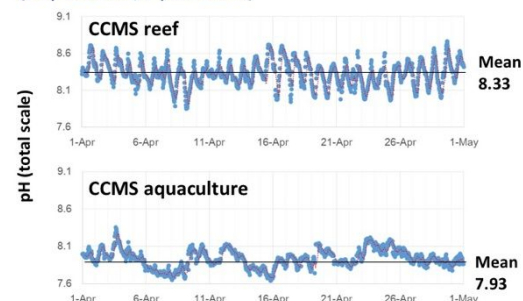 CCMS reef
9.1
8.6
8.1
7.6
1-Apr 6-Apr 11-Apr 16-Apr 21-Apr 26-Apr 1-May
Mean
8.33
pH (total scale)
CCMS aquaculture
9.1
8.6
8.1
7.6
1-Apr 6-Apr 11-Apr 16-Apr 21-Apr 26-Apr 1-May
Mean
7.93